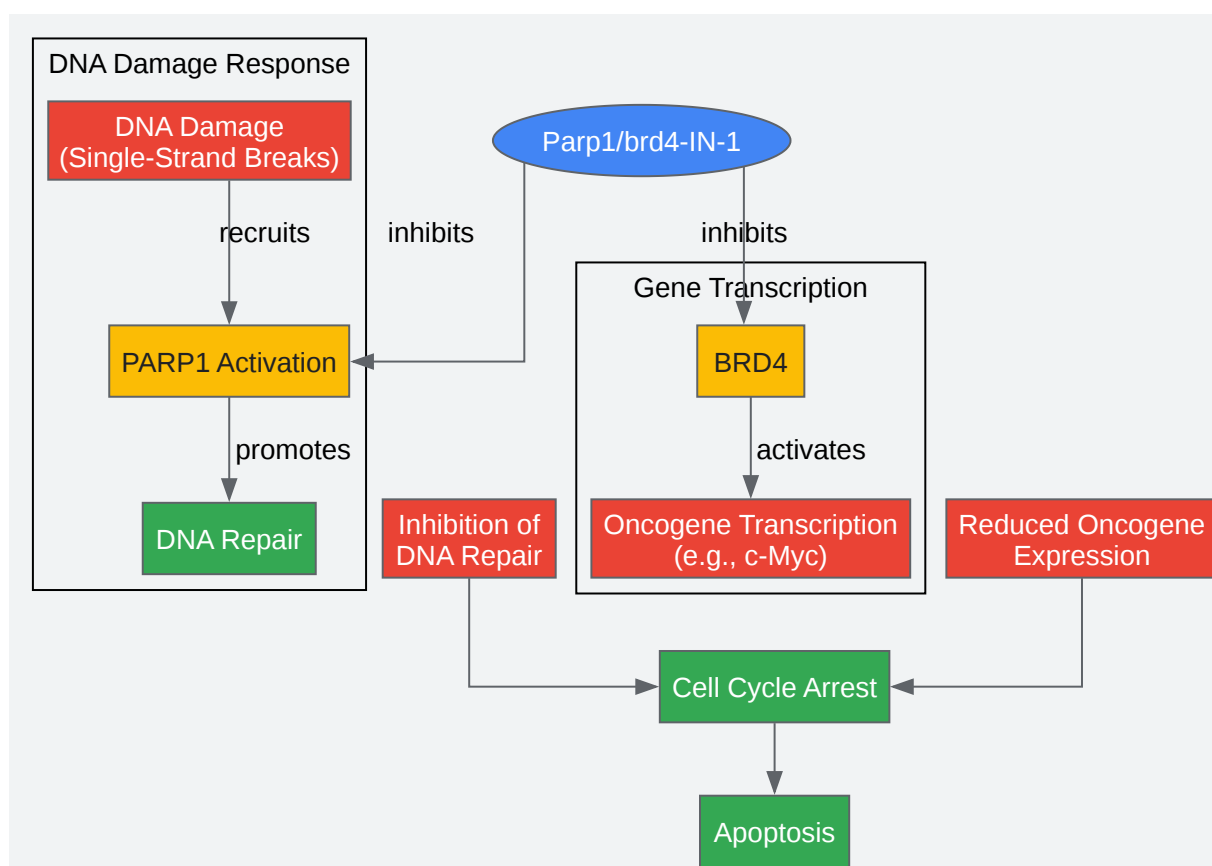 DNA Damage Response
DNA Damage
(Single-Strand Breaks)
Parp1/brd4-IN-1
recruits
inhibits
inhibits
Gene Transcription
PARP1 Activation
BRD4
promotes
activates
DNA Repair
Inhibition of
DNA Repair
Oncogene Transcription
(e.g., c-Myc)
Reduced Oncogene
Expression
Cell Cycle Arrest
Apoptosis